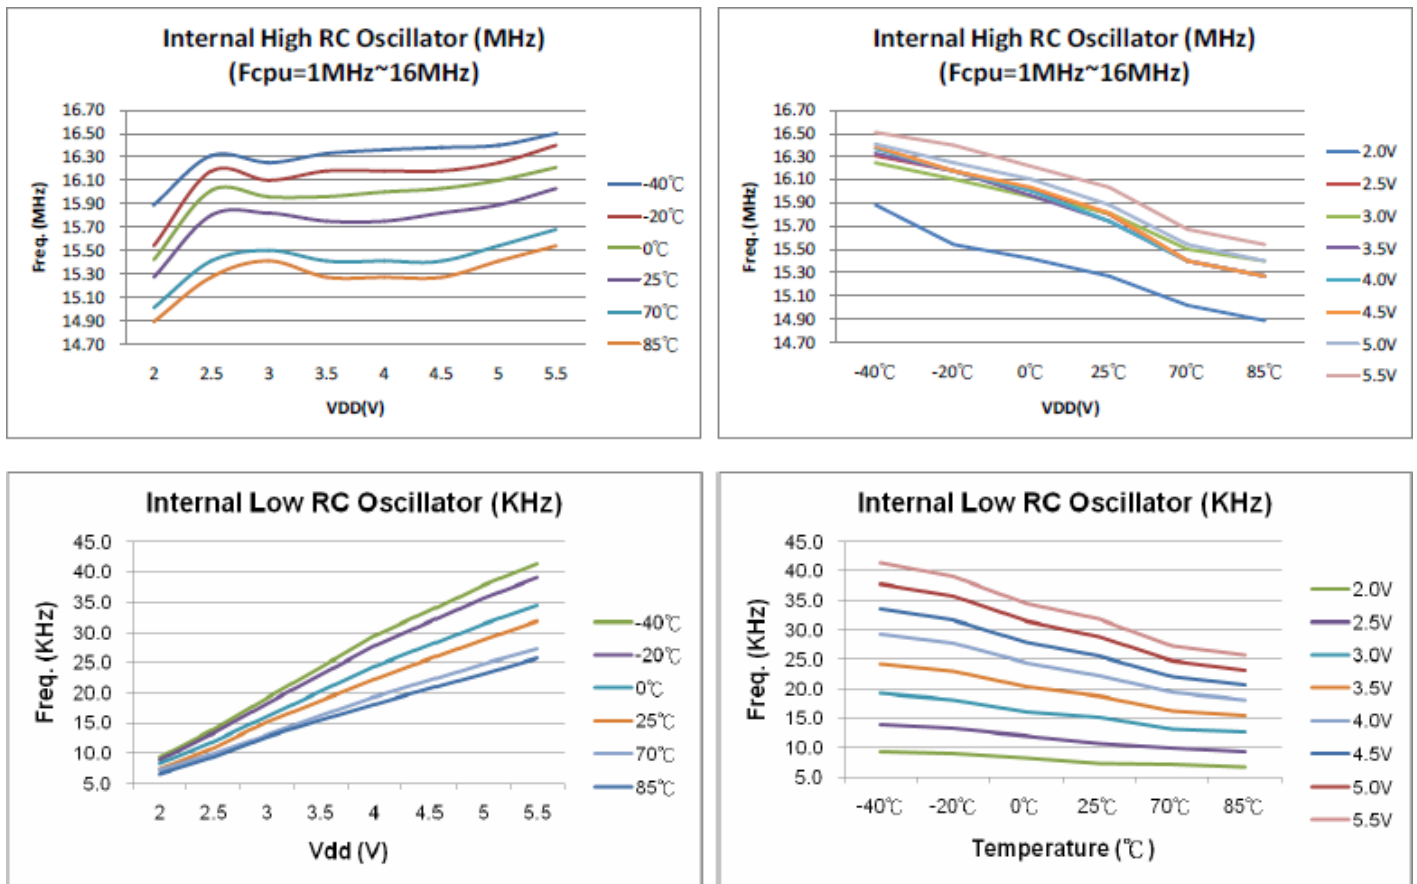 Internal High RC Oscillator (MHz)
(Fcpu=1MHz~16MHz)
16.70
16.50
16.30
16.10
15.90
15.70
15.50
15.30
15.10
14.90
14.70
Freq. (MHz)
2 2.5 3 3.5 4 4.5 5 5.5
VDD(V)
-40℃
-20℃
0℃
25℃
70℃
85℃
Internal High RC Oscillator (MHz)
(Fcpu=1MHz~16MHz)
16.70
16.50
16.30
16.10
15.90
15.70
15.50
15.30
15.10
14.90
14.70
Freq. (MHz)
-40℃ -20℃ 0℃ 25℃ 70℃ 85℃
VDD(V)
2.0V
2.5V
3.0V
3.5V
4.0V
4.5V
5.0V
5.5V
Internal Low RC Oscillator (KHz)
45.0
40.0
35.0
30.0
25.0
20.0
15.0
10.0
5.0
Freq. (KHz)
2 2.5 3 3.5 4 4.5 5 5.5
Vdd (V)
-40℃
-20℃
0℃
25℃
70℃
85℃
Internal Low RC Oscillator (KHz)
45.0
40.0
35.0
30.0
25.0
20.0
15.0
10.0
5.0
Freq. (KHz)
-40℃ -20℃ 0℃ 25℃ 70℃ 85℃
Temperature (℃)
2.0V
2.5V
3.0V
3.5V
4.0V
4.5V
5.0V
5.5V